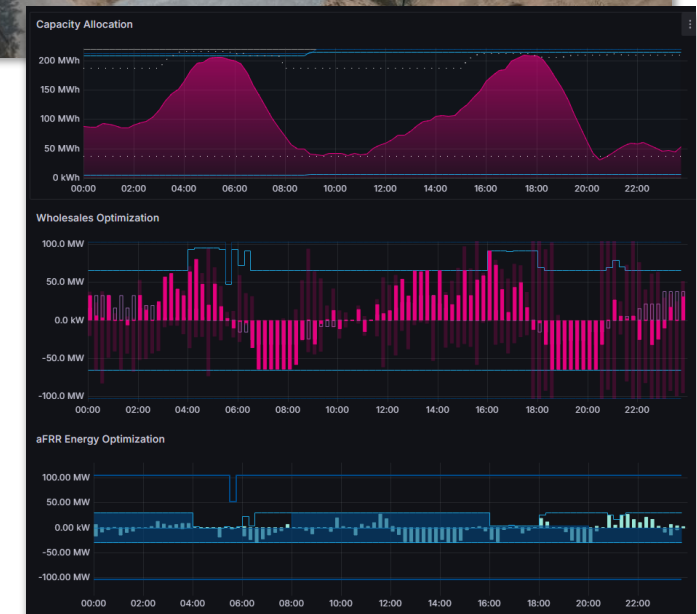 Capacity Allocation
200 MWh
150 MWh
100 MWh
50 MWh
0 kWh
00:00 02:00 04:00 06:00 08:00 10:00 12:00 14:00 16:00 18:00 20:00 22:00
Wholesales Optimization
100.0 MW
50.0 MW
0.0 kW
-50.0 MW
-100.0 MW
00:00 02:00 04:00 06:00 08:00 10:00 12:00 14:00 16:00 18:00 20:00 22:00
aFRR Energy Optimization
100.00 MW
50.00 MW
0.00 kW
-50.00 MW
-100.00 MW
00:00 02:00 04:00 06:00 08:00 10:00 12:00 14:00 16:00 18:00 20:00 22:00